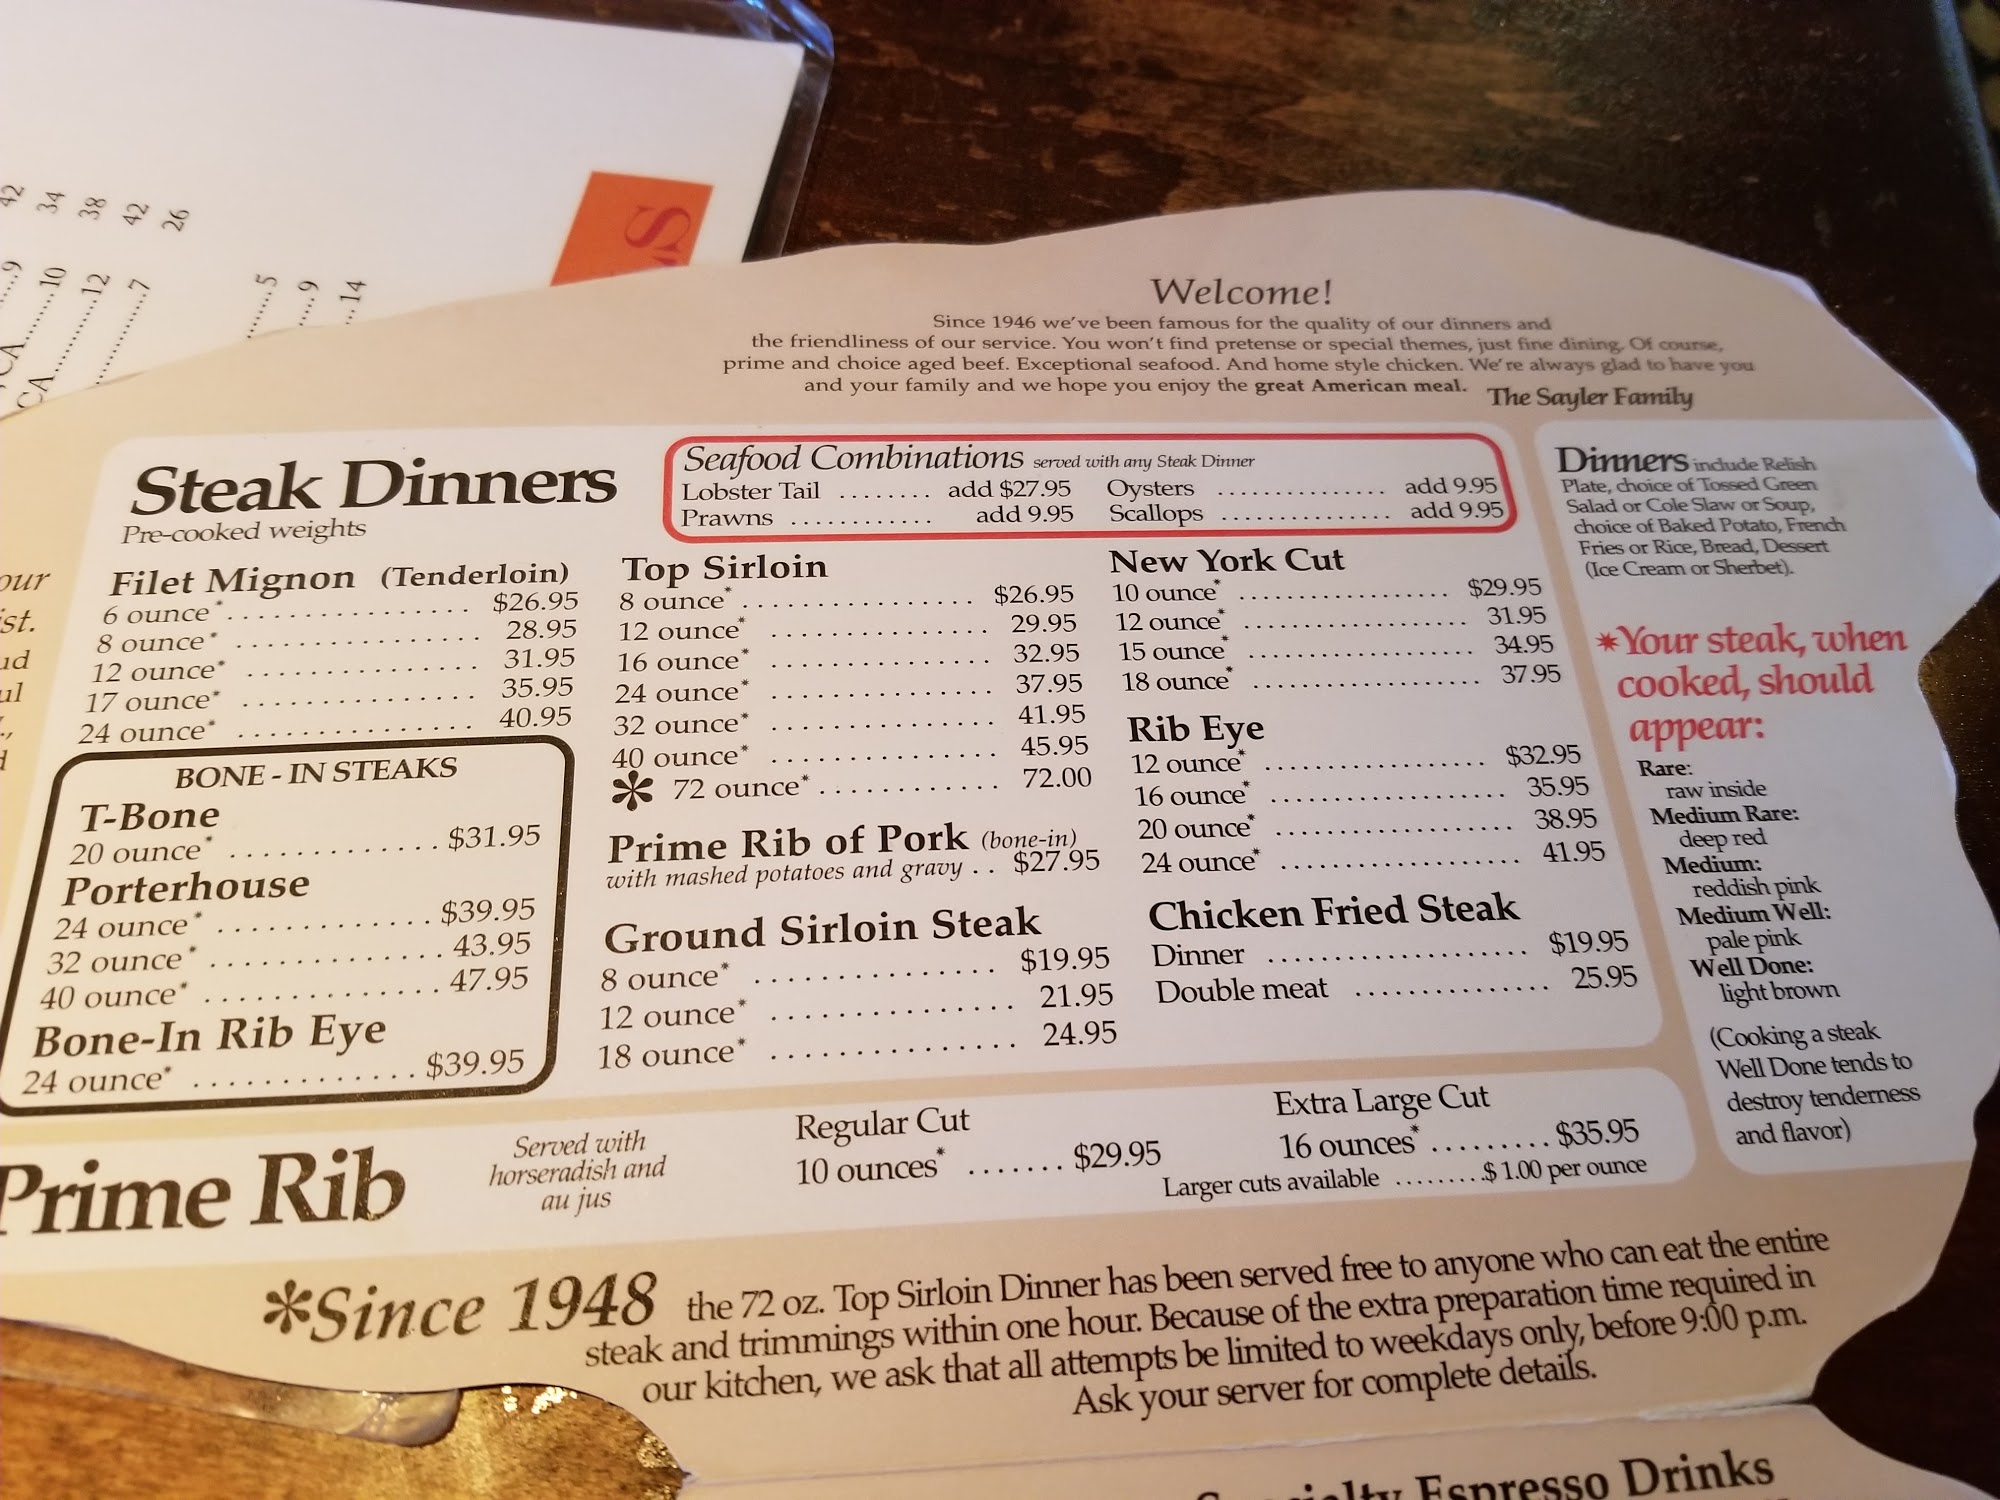 42
34
38
42
26
9
10
12
7
5
9
14
CA
CA
Welcome!
Since 1946 we've been famous for the quality of our dinners and
the friendliness of our service. You won't find pretense or special themes, just fine dining. Of course,
prime and choice aged beef. Exceptional seafood. And home style chicken. We're always glad to have you
and your family and we hope you enjoy the great American meal. The Sayler Family
Steak Dinners
Pre-cooked weights
Seafood Combinations served with any Steak Dinner
Lobster Tail ........ add $27.95 Oysters ............... add 9.95
Prawns ............ add 9.95 Scallops ............... add 9.95
Filet Mignon (Tenderloin)
6 ounce* .................... $26.95
8 ounce* .................... 28.95
12 ounce* .................. 31.95
17 ounce* .................. 35.95
24 ounce* .................. 40.95
BONE - IN STEAKS
T-Bone
20 ounce* ............. $31.95
Porterhouse
24 ounce* ............. $39.95
32 ounce* .............. 43.95
40 ounce* .............. 47.95
Bone-In Rib Eye
24 ounce* ............. $39.95
Top Sirloin
8 ounce* ................. $26.95
12 ounce* ................ 29.95
16 ounce* ................ 32.95
24 ounce* ................ 37.95
32 ounce* ................ 41.95
40 ounce* ................ 45.95
* 72 ounce* ............. 72.00
Prime Rib of Pork (bone-in)
with mashed potatoes and gravy . . $27.95
Ground Sirloin Steak
8 ounce* ................ $19.95
12 ounce* ................ 21.95
18 ounce* ................ 24.95
New York Cut
10 ounce* ................. $29.95
12 ounce* .................. 31.95
15 ounce* .................. 34.95
18 ounce* .................. 37.95
Rib Eye
12 ounce* ................. $32.95
16 ounce* .................. 35.95
20 ounce* .................. 38.95
24 ounce* .................. 41.95
Chicken Fried Steak
Dinner .................... $19.95
Double meat ............... 25.95
Dinners include Relish
Plate, choice of Tossed Green
Salad or Cole Slaw or Soup,
choice of Baked Potato, French
Fries or Rice, Bread, Dessert
(Ice Cream or Sherbet).
*Your steak, when
cooked, should
appear:
Rare:
raw inside
Medium Rare:
deep red
Medium:
reddish pink
Medium Well:
pale pink
Well Done:
light brown
(Cooking a steak
Well Done tends to
destroy tenderness
and flavor)
Prime Rib
Served with
horseradish and
au jus
Regular Cut
10 ounces* ....... $29.95
Extra Large Cut
16 ounces* ......... $35.95
Larger cuts available .........$ 1.00 per ounce
*Since 1948 the 72 oz. Top Sirloin Dinner has been served free to anyone who can eat the entire
steak and trimmings within one hour. Because of the extra preparation time required in
our kitchen, we ask that all attempts be limited to weekdays only, before 9:00 p.m.
Ask your server for complete details.
Specialty Espresso Drinks